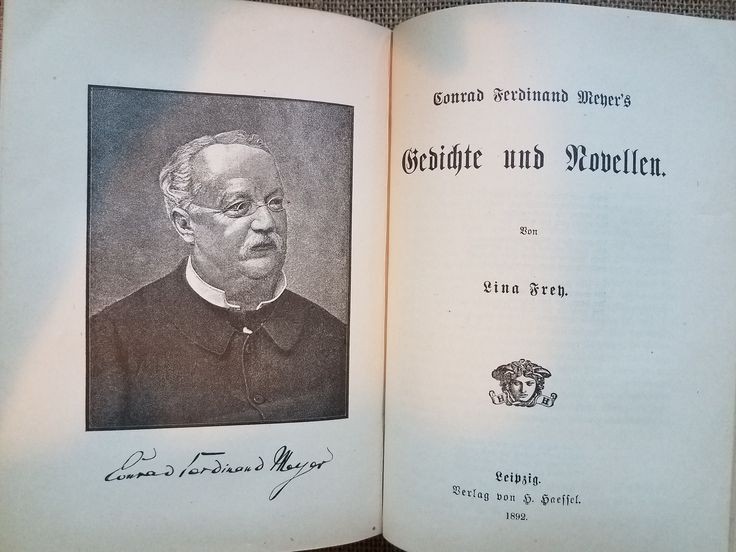 Conrad Ferdinand Meyer
Conrad Ferdinand Meyer's
Gedichte und Novellen.
Von
Lina Frey.
H H
Leipzig.
Verlag von H. Haessel.
1892.